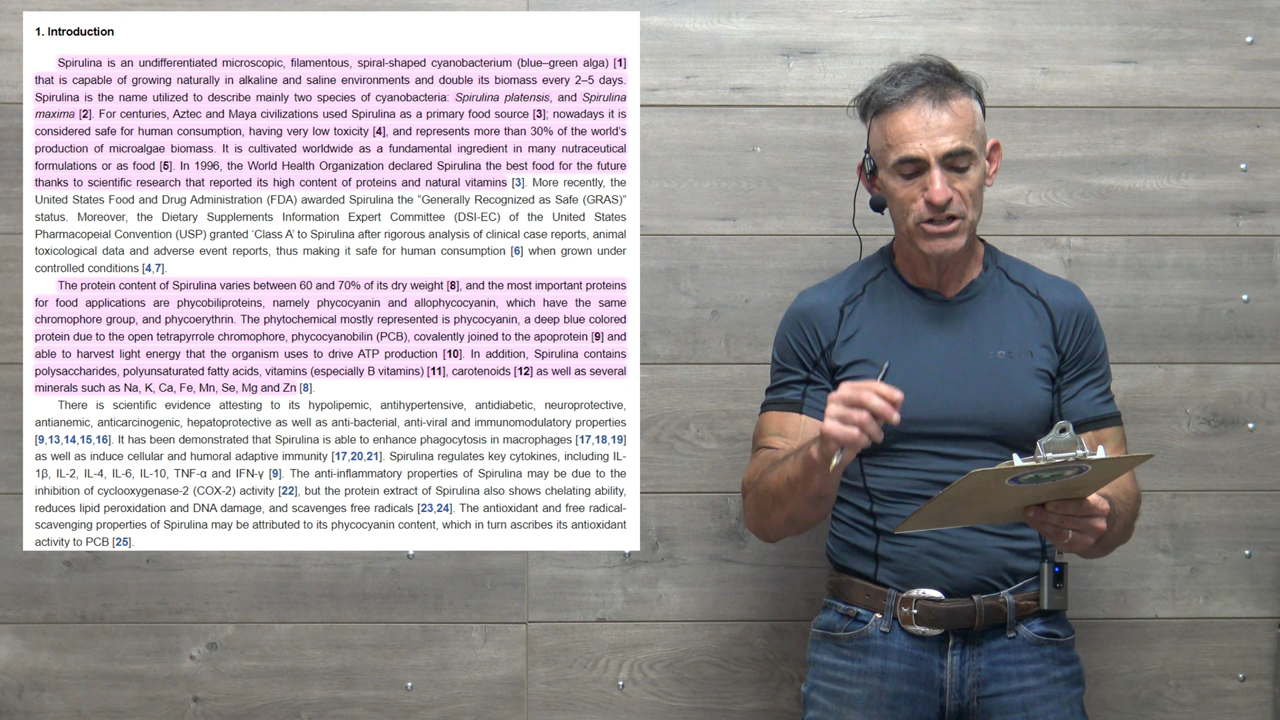 1. Introduction
Spirulina is an undifferentiated microscopic, filamentous, spiral-shaped cyanobacterium (blue–green alga) [1]
that is capable of growing naturally in alkaline and saline environments and double its biomass every 2–5 days.
Spirulina is the name utilized to describe mainly two species of cyanobacteria: Spirulina platensis, and Spirulina
maxima [2]. For centuries, Aztec and Maya civilizations used Spirulina as a primary food source [3]; nowadays it is
considered safe for human consumption, having very low toxicity [4], and represents more than 30% of the world's
production of microalgae biomass. It is cultivated worldwide as a fundamental ingredient in many nutraceutical
formulations or as food [5]. In 1996, the World Health Organization declared Spirulina the best food for the future
thanks to scientific research that reported its high content of proteins and natural vitamins [3]. More recently, the
United States Food and Drug Administration (FDA) awarded Spirulina the "Generally Recognized as Safe (GRAS)"
status. Moreover, the Dietary Supplements Information Expert Committee (DSI-EC) of the United States
Pharmacopeial Convention (USP) granted 'Class A' to Spirulina after rigorous analysis of clinical case reports, animal
toxicological data and adverse event reports, thus making it safe for human consumption [6] when grown under
controlled conditions [4,7].
The protein content of Spirulina varies between 60 and 70% of its dry weight [8], and the most important proteins
for food applications are phycobiliproteins, namely phycocyanin and allophycocyanin, which have the same
chromophore group, and phycoerythrin. The phytochemical mostly represented is phycocyanin, a deep blue colored
protein due to the open tetrapyrrole chromophore, phycocyanobilin (PCB), covalently joined to the apoprotein [9] and
able to harvest light energy that the organism uses to drive ATP production [10]. In addition, Spirulina contains
polysaccharides, polyunsaturated fatty acids, vitamins (especially B vitamins) [11], carotenoids [12] as well as several
minerals such as Na, K, Ca, Fe, Mn, Se, Mg and Zn [8].
There is scientific evidence attesting to its hypolipemic, antihypertensive, antidiabetic, neuroprotective,
antianemic, anticarcinogenic, hepatoprotective as well as anti-bacterial, anti-viral and immunomodulatory properties
[9,13,14,15,16]. It has been demonstrated that Spirulina is able to enhance phagocytosis in macrophages [17,18,19]
as well as induce cellular and humoral adaptive immunity [17,20,21]. Spirulina regulates key cytokines, including IL-
1β, IL-2, IL-4, IL-6, IL-10, TNF-α and IFN-γ [9]. The anti-inflammatory properties of Spirulina may be due to the
inhibition of cyclooxygenase-2 (COX-2) activity [22], but the protein extract of Spirulina also shows chelating ability,
reduces lipid peroxidation and DNA damage, and scavenges free radicals [23,24]. The antioxidant and free radical-
scavenging properties of Spirulina may be attributed to its phycocyanin content, which in turn ascribes its antioxidant
activity to PCB [25].